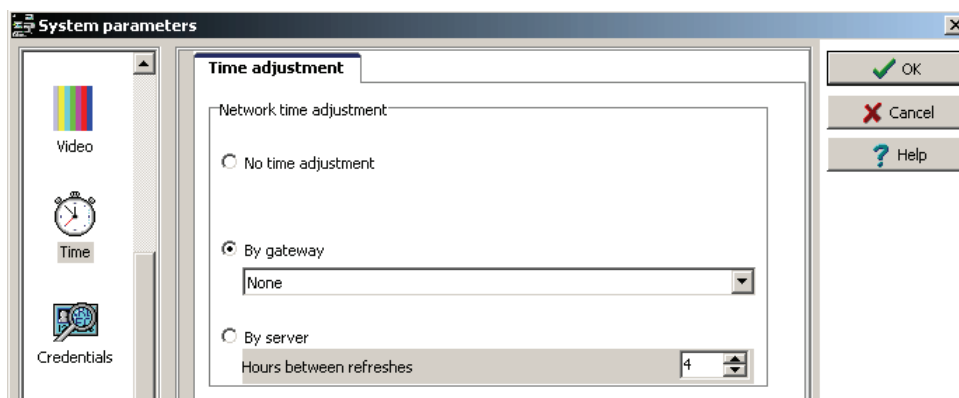 System parameters
Video
Time
Credentials
Time adjustment
Network time adjustment
No time adjustment
By gateway
None
By server
Hours between refreshes 4
OK
Cancel
Help